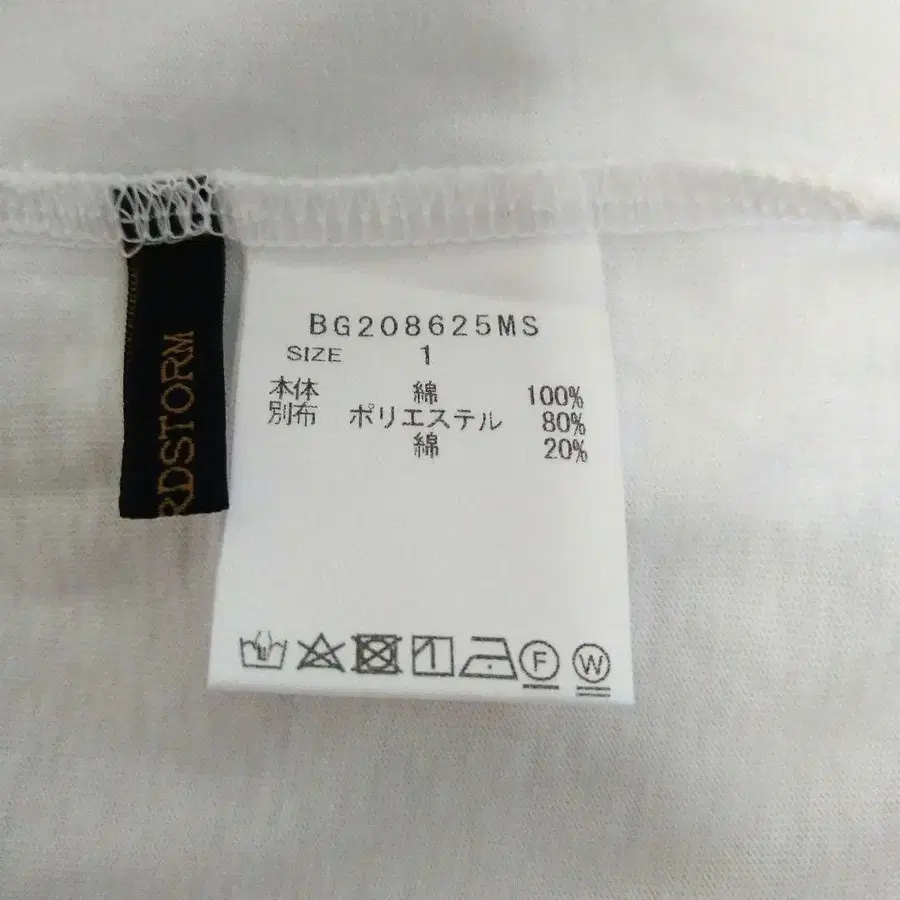 BG208625MS
SIZE 1
本体 綿 100%
別布 ポリエステル 80%
綿 20%
F
W
RDSTORM